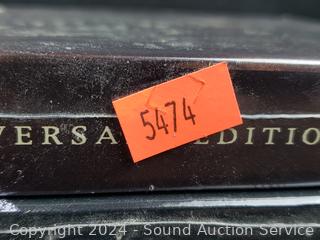 5474
VERSA EDITIO
Copyright 2024 - Sound Auction Service